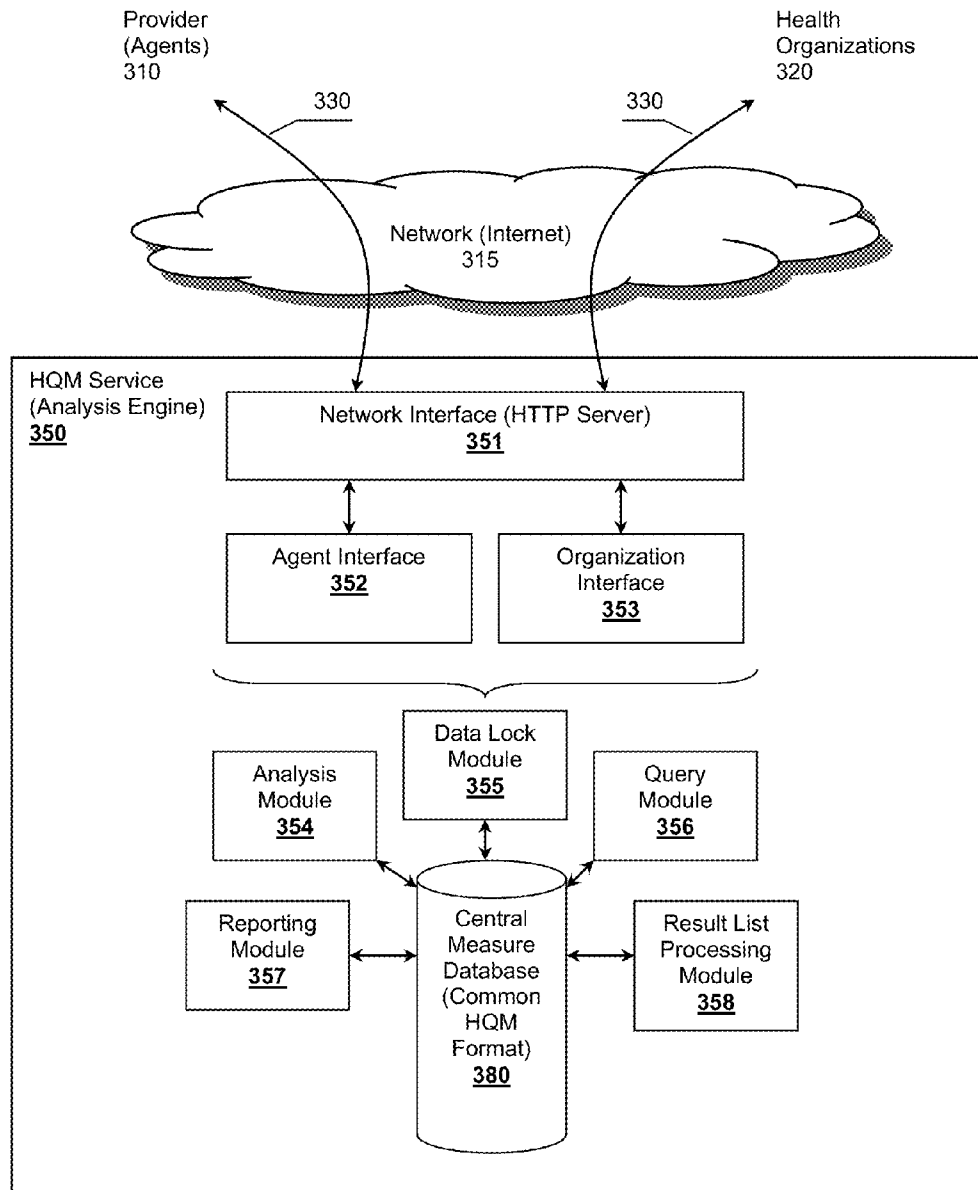 Provider
(Agents)
310
Health
Organizations
320
330
330
Network (Internet)
315
HQM Service
(Analysis Engine)
350
Network Interface (HTTP Server)
351
Agent Interface
352
Organization
Interface
353
Data Lock
Module
355
Analysis
Module
354
Query
Module
356
Reporting
Module
357
Central
Measure
Database
(Common
HQM
Format)
380
Result List
Processing
Module
358